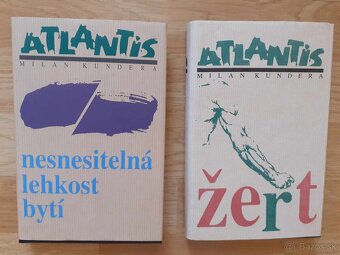 ATLANTIS
MILAN KUNDERA
nesnesitelná
lehkost
bytí
ATLANTIS
MILAN KUNDERA
žert